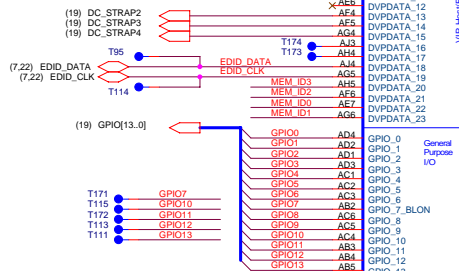 AE6 DVPDATA_12
(19) DC_STRAP2 AF4 DVPDATA_13
(19) DC_STRAP3 AF5 DVPDATA_14
(19) DC_STRAP4 AG4 DVPDATA_15
T174 AJ3 DVPDATA_16
T95 T173 AH4 DVPDATA_17
(7,22) EDID_DATA EDID_DATA AJ4 DVPDATA_18
(7,22) EDID_CLK EDID_CLK AG5 DVPDATA_19
MEM_ID3 AH5 DVPDATA_20
T114 MEM_ID2 AF6 DVPDATA_21
MEM_ID0 AE7 DVPDATA_22
MEM_ID1 AG6 DVPDATA_23
(19) GPIO[13..0]
GPIO0 AD4 GPIO_0
GPIO1 AD2 GPIO_1
GPIO2 AD1 GPIO_2
GPIO3 AD3 GPIO_3
GPIO4 AC1 GPIO_4
GPIO5 AC2 GPIO_5
GPIO6 AC3 GPIO_6
GPIO7 AB2 GPIO_7_BLON
GPIO8 AC6 GPIO_8
GPIO9 AC5 GPIO_9
GPIO10 AC4 GPIO_10
GPIO11 AB3 GPIO_11
GPIO12 AB4 GPIO_12
GPIO13 AB5
General
Purpose
I/O
T171 GPIO7
T115 GPIO10
T172 GPIO11
T113 GPIO12
T111 GPIO13